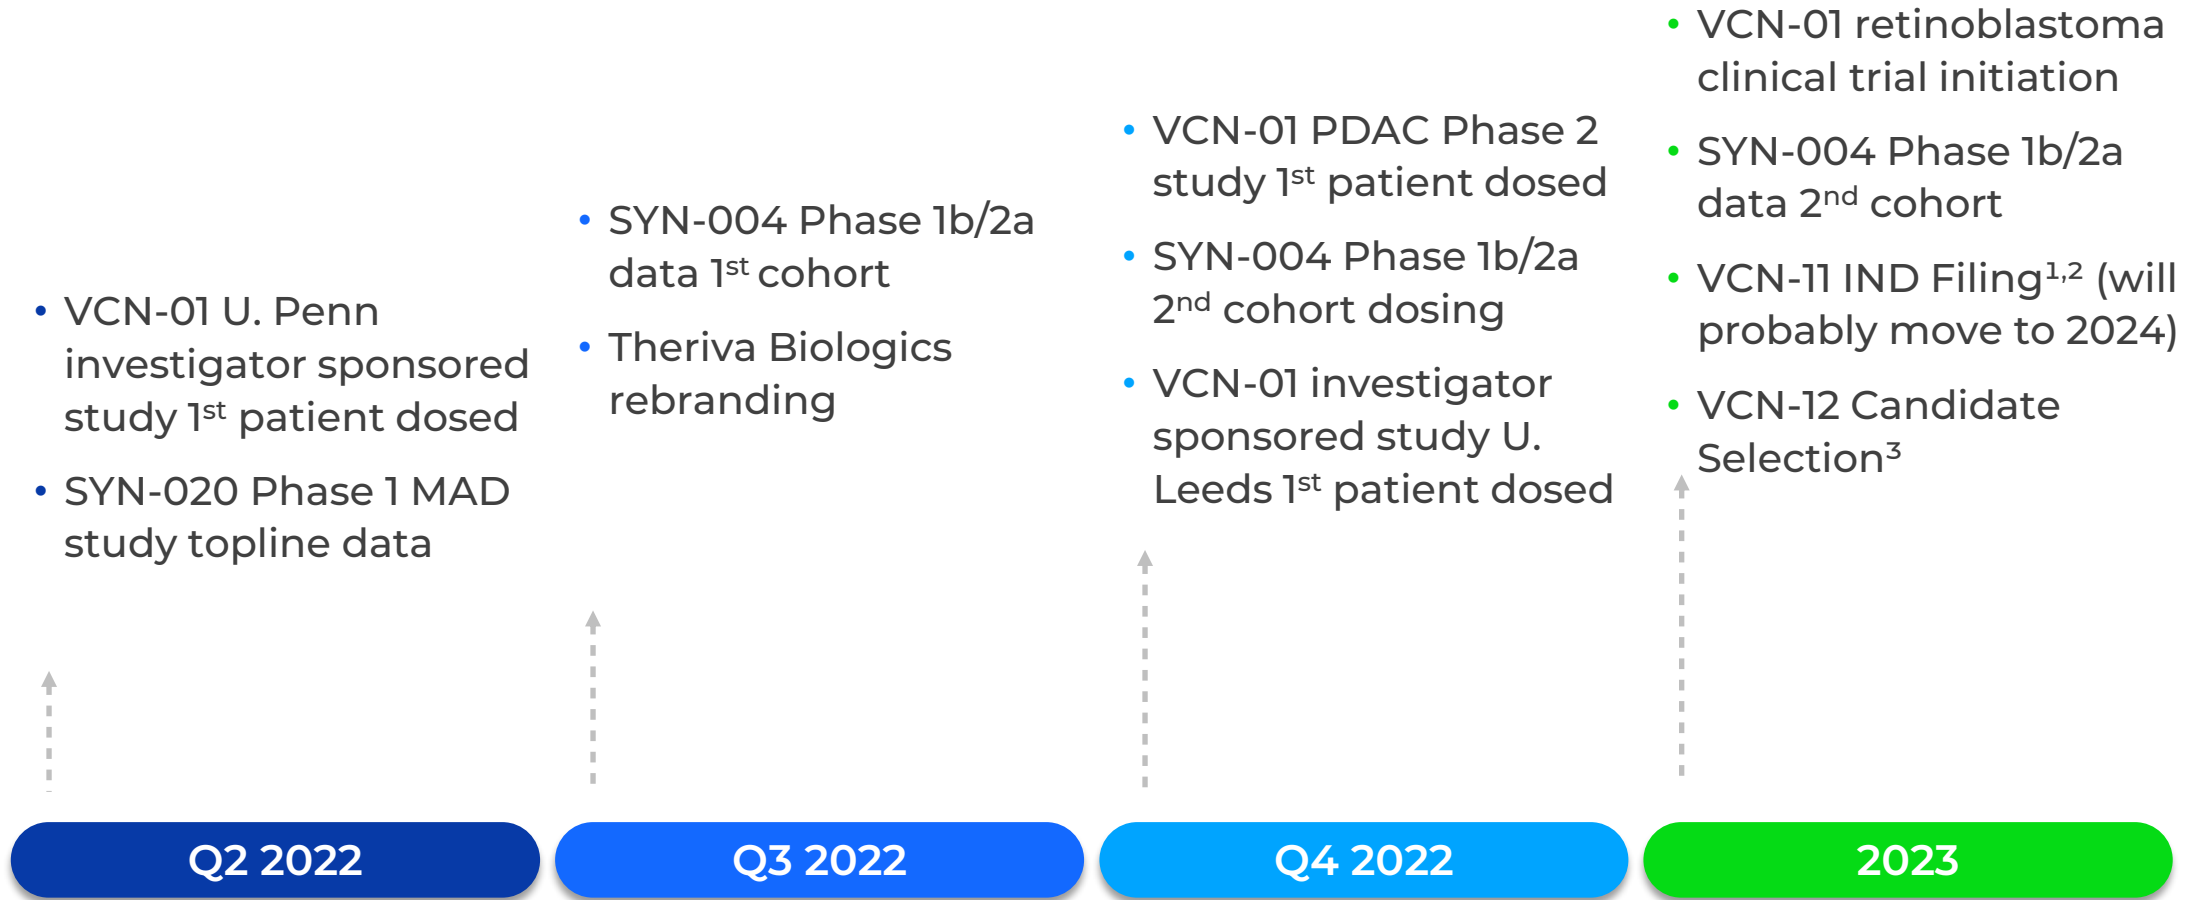 • VCN-01 U. Penn
investigator sponsored
study 1st patient dosed
• SYN-020 Phase 1 MAD
study topline data
Q2 2022
• SYN-004 Phase 1b/2a
data 1st cohort
• Theriva Biologics
rebranding
Q3 2022
• VCN-01 PDAC Phase 2
study 1st patient dosed
• SYN-004 Phase 1b/2a
2nd cohort dosing
• VCN-01 investigator
sponsored study U.
Leeds 1st patient dosed
Q4 2022
• VCN-01 retinoblastoma
clinical trial initiation
• SYN-004 Phase 1b/2a
data 2nd cohort
• VCN-11 IND Filing¹,² (will
probably move to 2024)
• VCN-12 Candidate
Selection³
2023